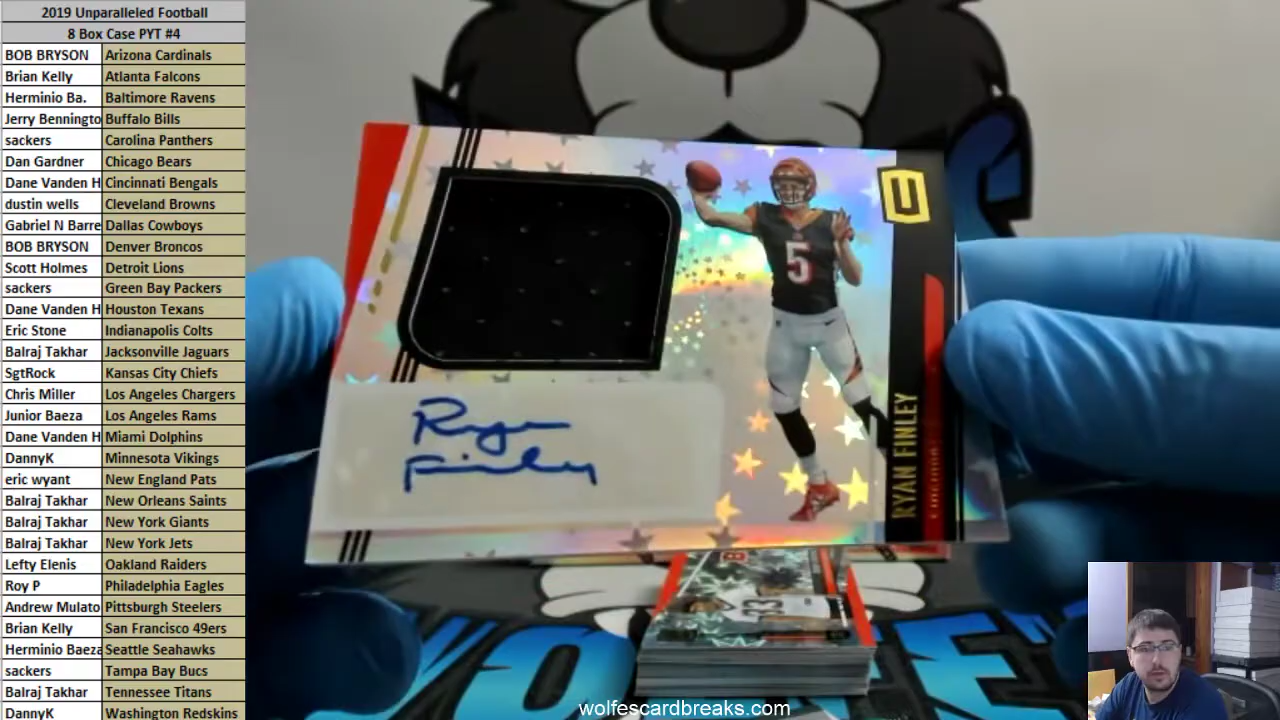 2019 Unparalleled Football
8 Box Case PYT #4
BOB BRYSON Arizona Cardinals
Brian Kelly Atlanta Falcons
Herminio Ba. Baltimore Ravens
Jerry Benningto Buffalo Bills
sackers Carolina Panthers
Dan Gardner Chicago Bears
Dane Vanden H Cincinnati Bengals
dustin wells Cleveland Browns
Gabriel N Barre Dallas Cowboys
BOB BRYSON Denver Broncos
Scott Holmes Detroit Lions
sackers Green Bay Packers
Dane Vanden H Houston Texans
Eric Stone Indianapolis Colts
Balraj Takhar Jacksonville Jaguars
SgtRock Kansas City Chiefs
Chris Miller Los Angeles Chargers
Junior Baeza Los Angeles Rams
Dane Vanden H Miami Dolphins
DannyK Minnesota Vikings
eric wyant New England Pats
Balraj Takhar New Orleans Saints
Balraj Takhar New York Giants
Balraj Takhar New York Jets
Lefty Elenis Oakland Raiders
Roy P Philadelphia Eagles
Andrew Mulato Pittsburgh Steelers
Brian Kelly San Francisco 49ers
Herminio Baeza Seattle Seahawks
sackers Tampa Bay Bucs
Balraj Takhar Tennessee Titans
DannyK Washington Redskins
U
5
RYAN FINLEY
Ryan
Finley
33
wolfescardbreaks.com